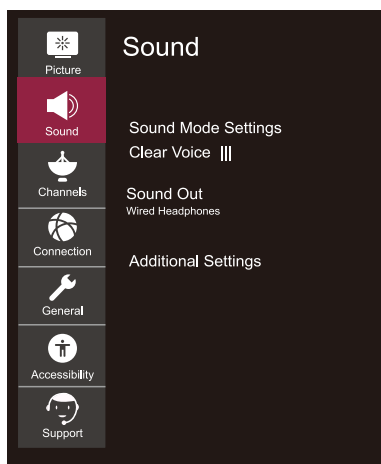 Picture
Sound
Channels
Connection
General
Accessibility
Support
Sound
Sound Mode Settings
Clear Voice |||
Sound Out
Wired Headphones
Additional Settings